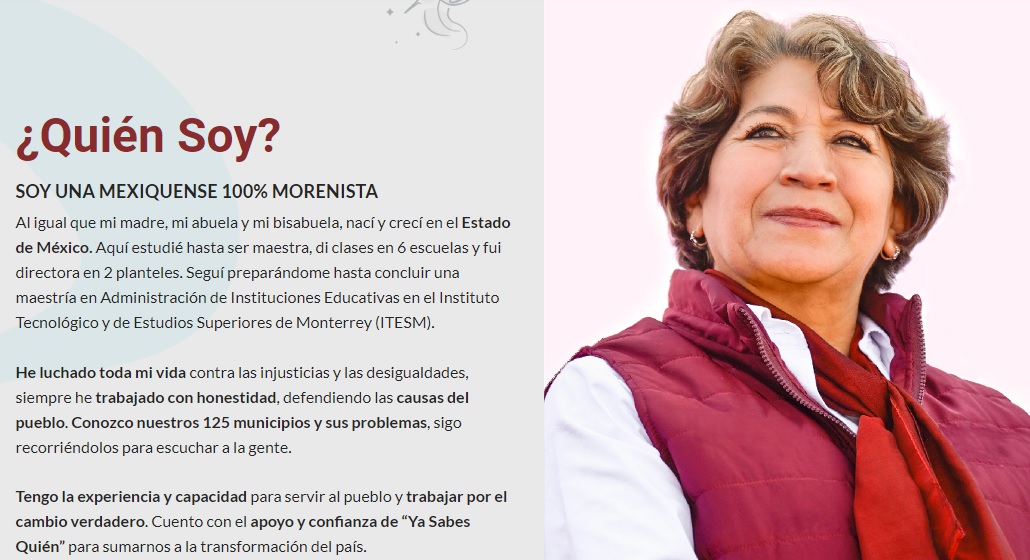 ¿Quién Soy?
SOY UNA MEXIQUENSE 100% MORENISTA
Al igual que mi madre, mi abuela y mi bisabuela, nací y crecí en el Estado
de México. Aquí estudié hasta ser maestra, di clases en 6 escuelas y fui
directora en 2 planteles. Seguí preparándome hasta concluir una
maestría en Administración de Instituciones Educativas en el Instituto
Tecnológico y de Estudios Superiores de Monterrey (ITESM).
He luchado toda mi vida contra las injusticias y las desigualdades,
siempre he trabajado con honestidad, defendiendo las causas del
pueblo. Conozco nuestros 125 municipios y sus problemas, sigo
recorriéndolos para escuchar a la gente.
Tengo la experiencia y capacidad para servir al pueblo y trabajar por el
cambio verdadero. Cuento con el apoyo y confianza de “Ya Sabes
Quién” para sumarnos a la transformación del país.